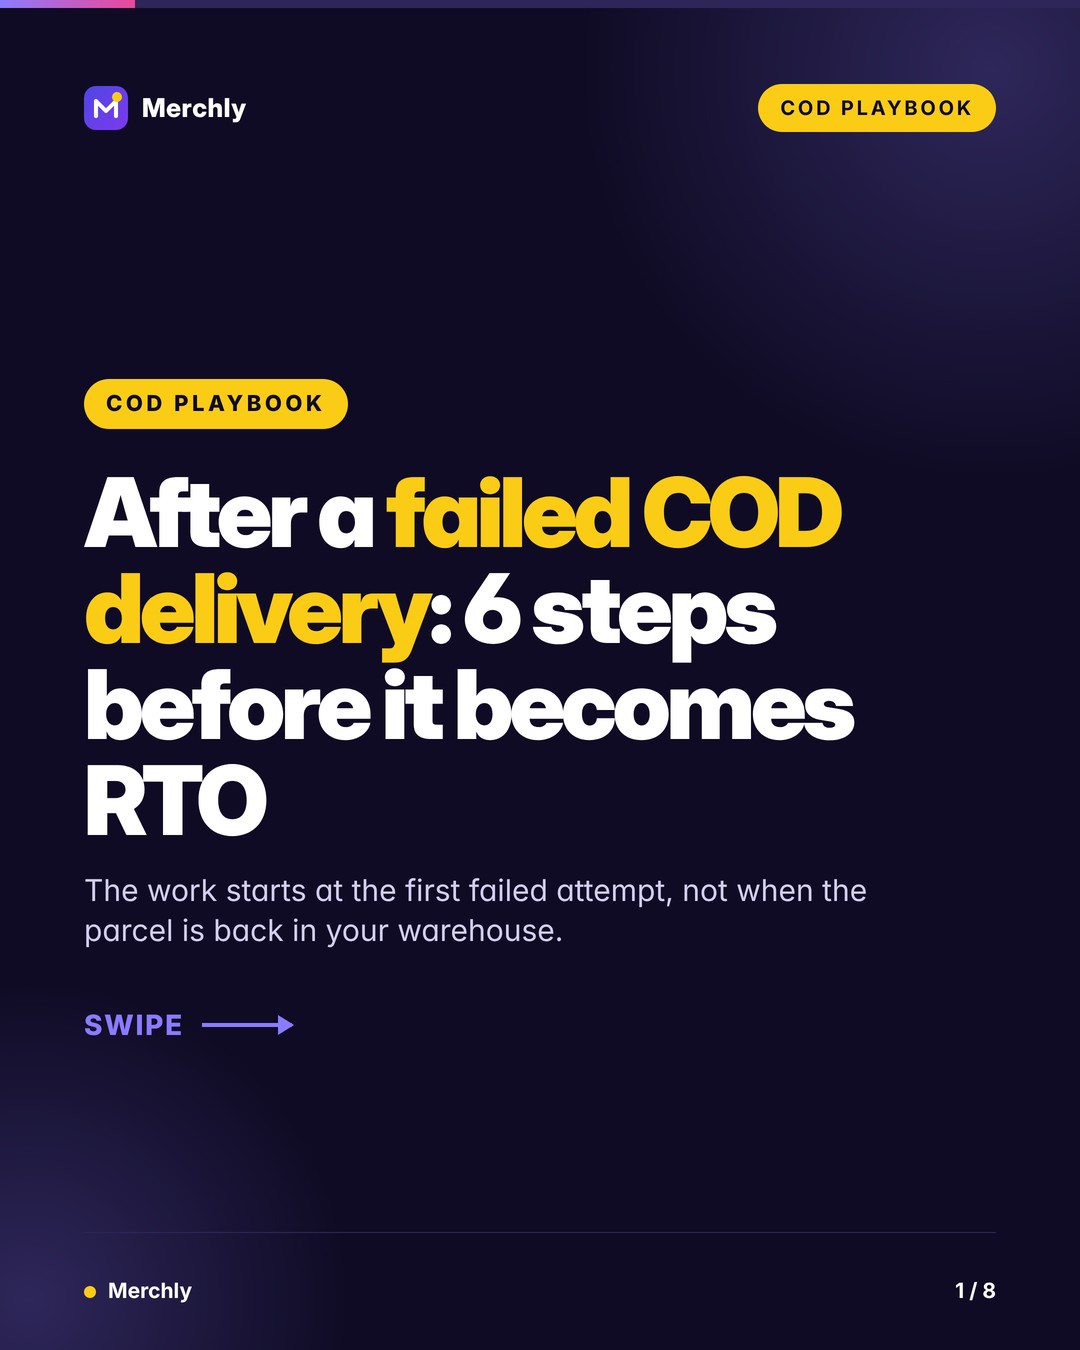 Merchly
COD PLAYBOOK
COD PLAYBOOK
After a failed COD
delivery: 6 steps
before it becomes
RTO
The work starts at the first failed attempt, not when the
parcel is back in your warehouse.
SWIPE
Merchly
1 / 8